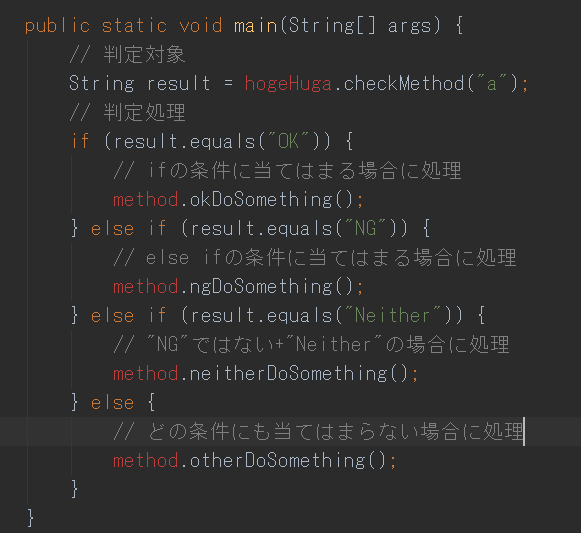 public static void main(String[] args) {
// 判定対象
String result = hogeHuga.checkMethod("a");
// 判定処理
if (result.equals("OK")) {
// ifの条件に当てはまる場合に処理
method.okDoSomething();
} else if (result.equals("NG")) {
// else ifの条件に当てはまる場合に処理
method.ngDoSomething();
} else if (result.equals("Neither")) {
// "NG"ではない+"Neither"の場合に処理
method.neitherDoSomething();
} else {
// どの条件にも当てはまらない場合に処理
method.otherDoSomething();
}
}